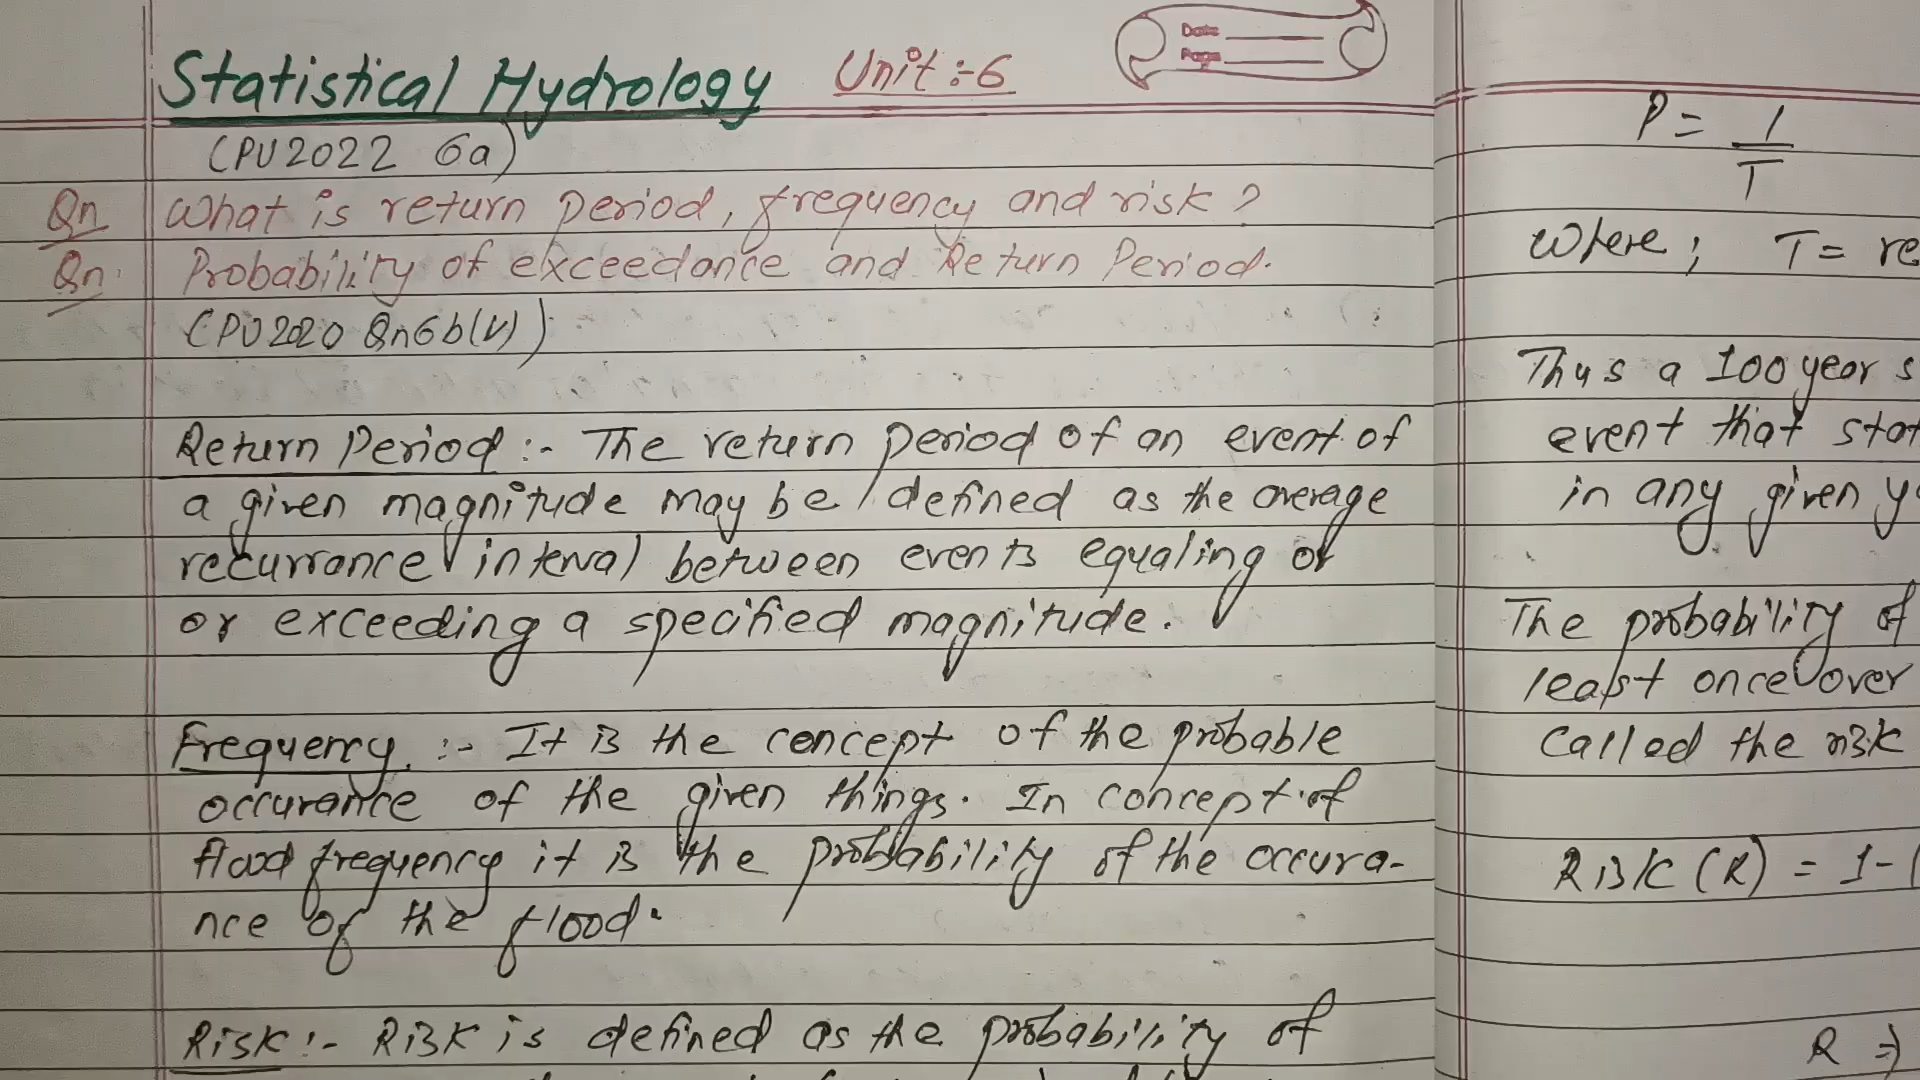 Date
Page
Statistical Hydrology Unit :- 6
(PU2022 6a)
Qn What is return period, frequency and risk?
Qn. Probability of exceedance and Return Period.
(PU2020 Qn6b(V))
Return Period :- The return period of an event of
a given magnitude may be defined as the average
recurrance interval between events equaling or
or exceeding a specified magnitude.
Frequency :- It is the concept of the probable
occurance of the given things. In concept of
flood frequency it is the probability of the occura-
nce of the flood.
Risk :- Risk is defined as the probability of
P = 1
T
Where; T = re
Thus a 100 year s
event that stat
in any given y
The probability of
least once over
called the risk
Risk (R) = 1 - (
R =>